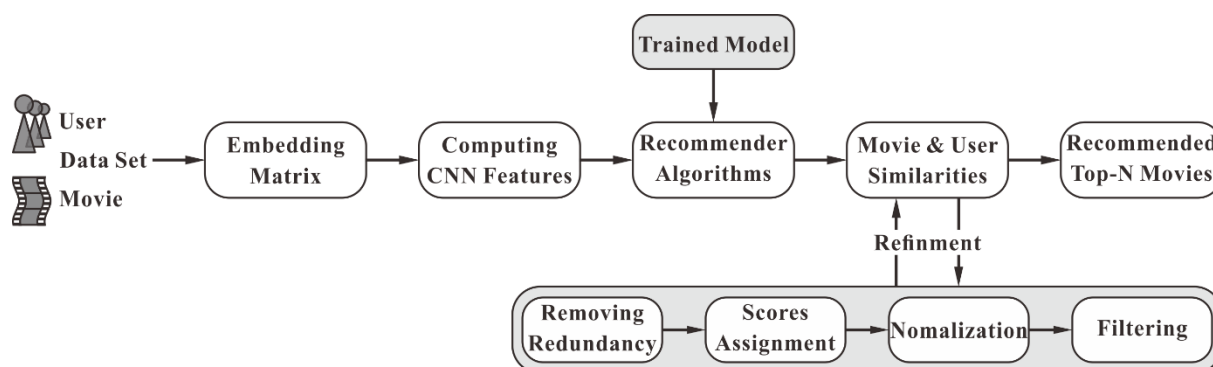 Trained Model
User
Data Set
Movie
Embedding
Matrix
Computing
CNN Features
Recommender
Algorithms
Movie & User
Similarities
Recommended
Top-N Movies
Refinment
Removing
Redundancy
Scores
Assignment
Nomalization
Filtering